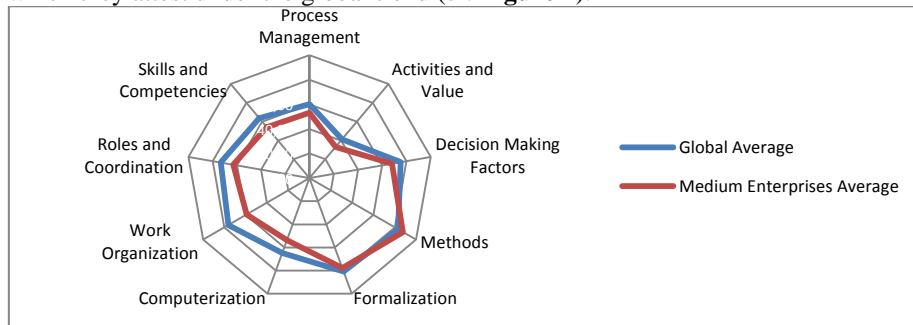 Process
Management
Activities and
Value
Decision Making
Factors
Methods
Formalization
Computerization
Work
Organization
Roles and
Coordination
Skills and
Competencies
40
Global Average
Medium Enterprises Average